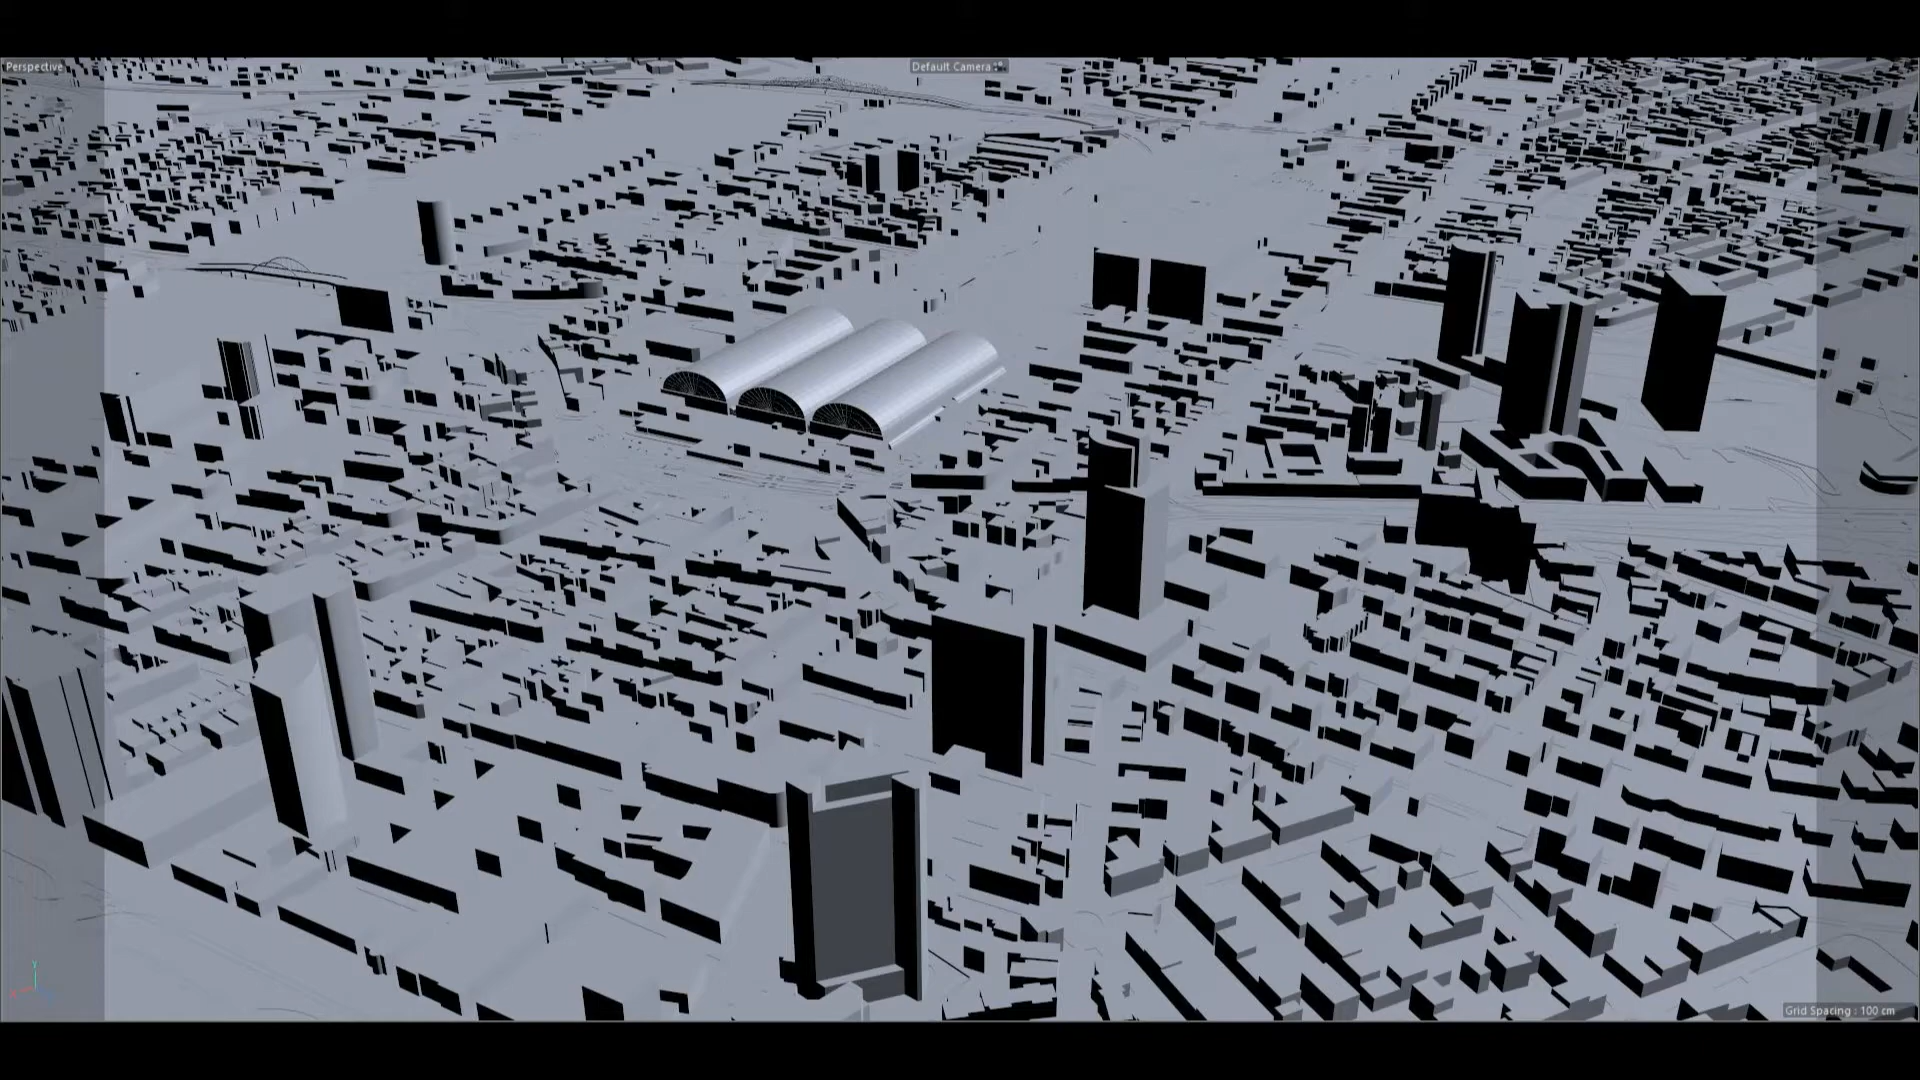 Perspective
Default Camera
Grid Spacing : 100 cm
Y
X